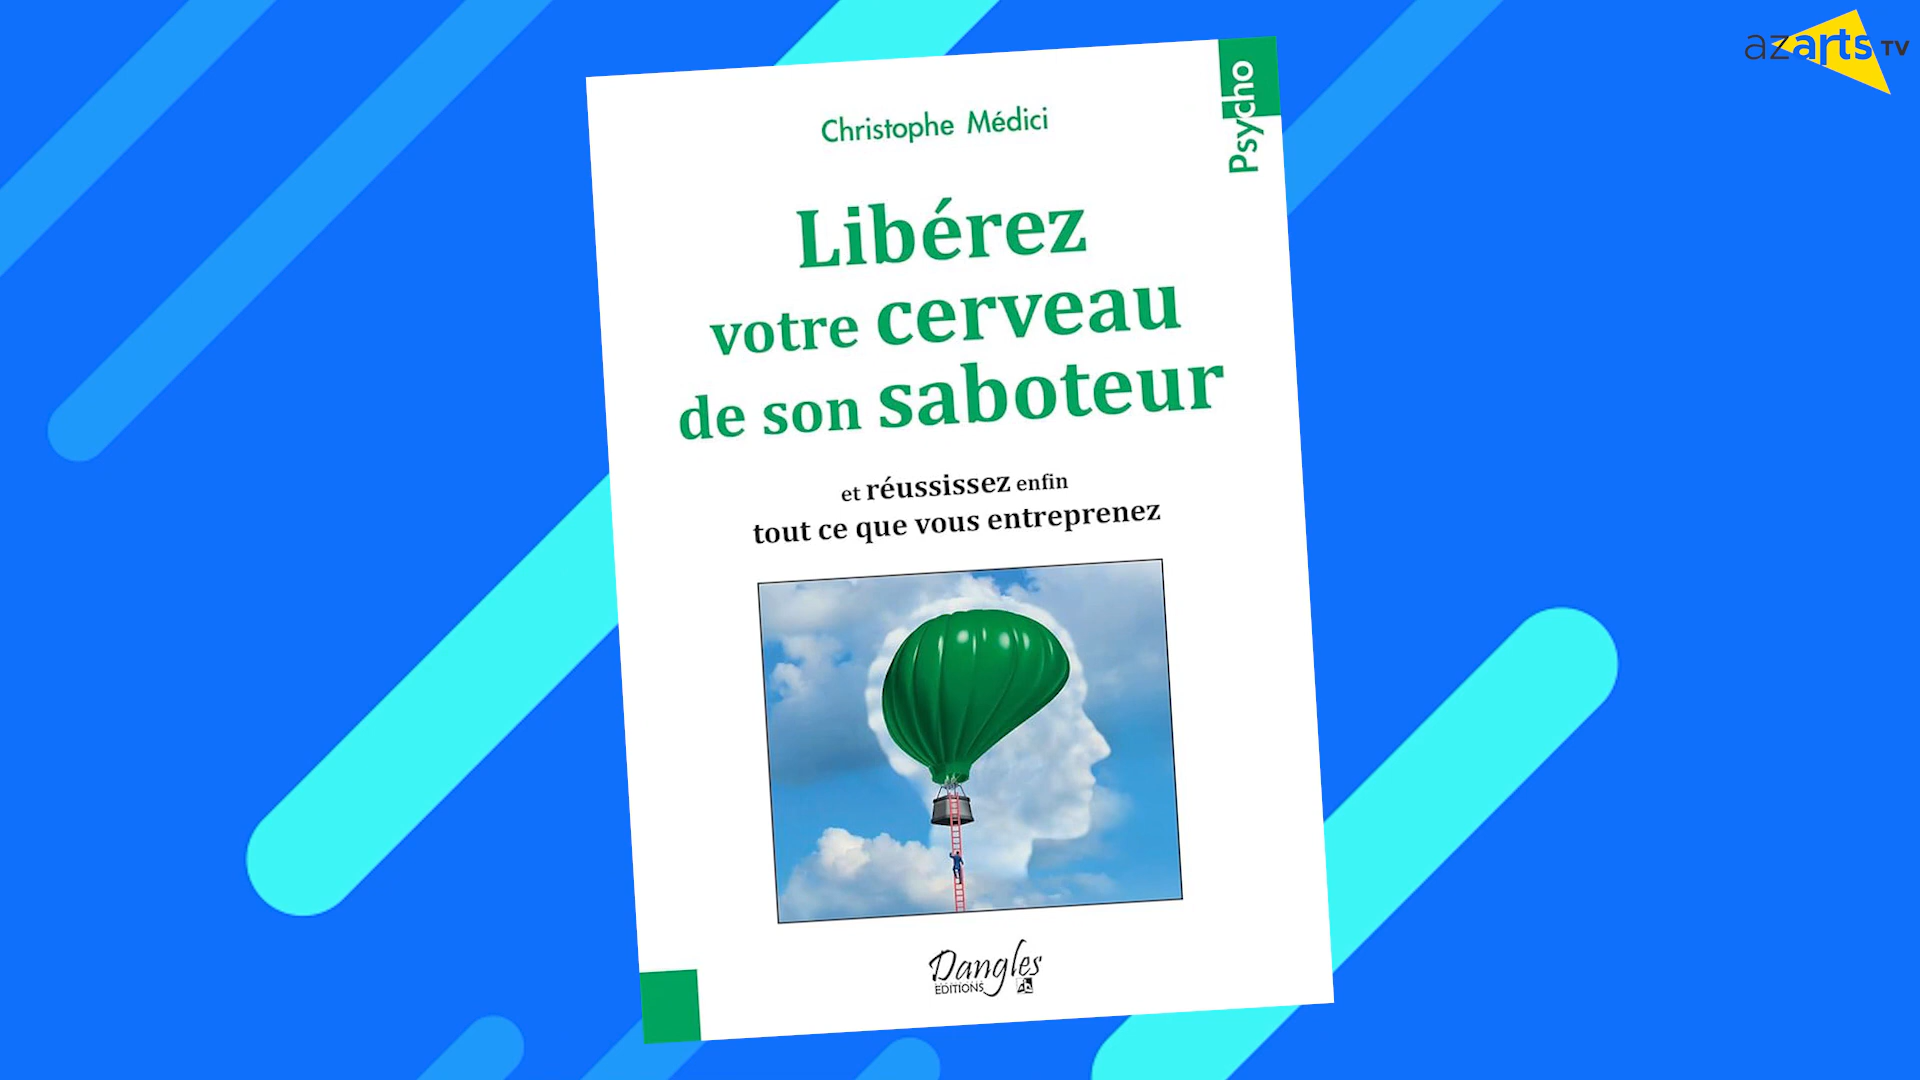 azarts TV
Psycho
Christophe Médici
Libérez
votre cerveau
de son saboteur
et réussissez enfin
tout ce que vous entreprenez
Dangles
EDITIONS